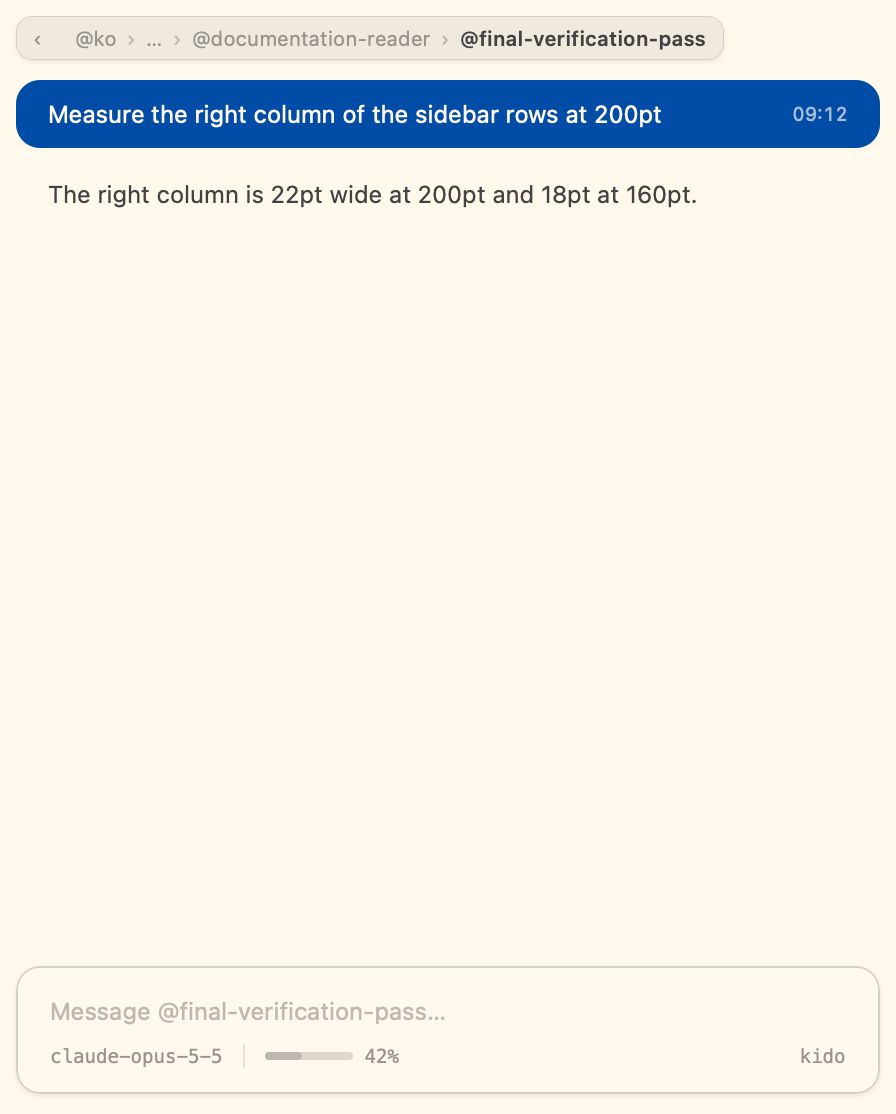 ‹ @ko › … › @documentation-reader › @final-verification-pass
Measure the right column of the sidebar rows at 200pt 09:12
The right column is 22pt wide at 200pt and 18pt at 160pt.
Message @final-verification-pass…
claude-opus-5-5 42% kido